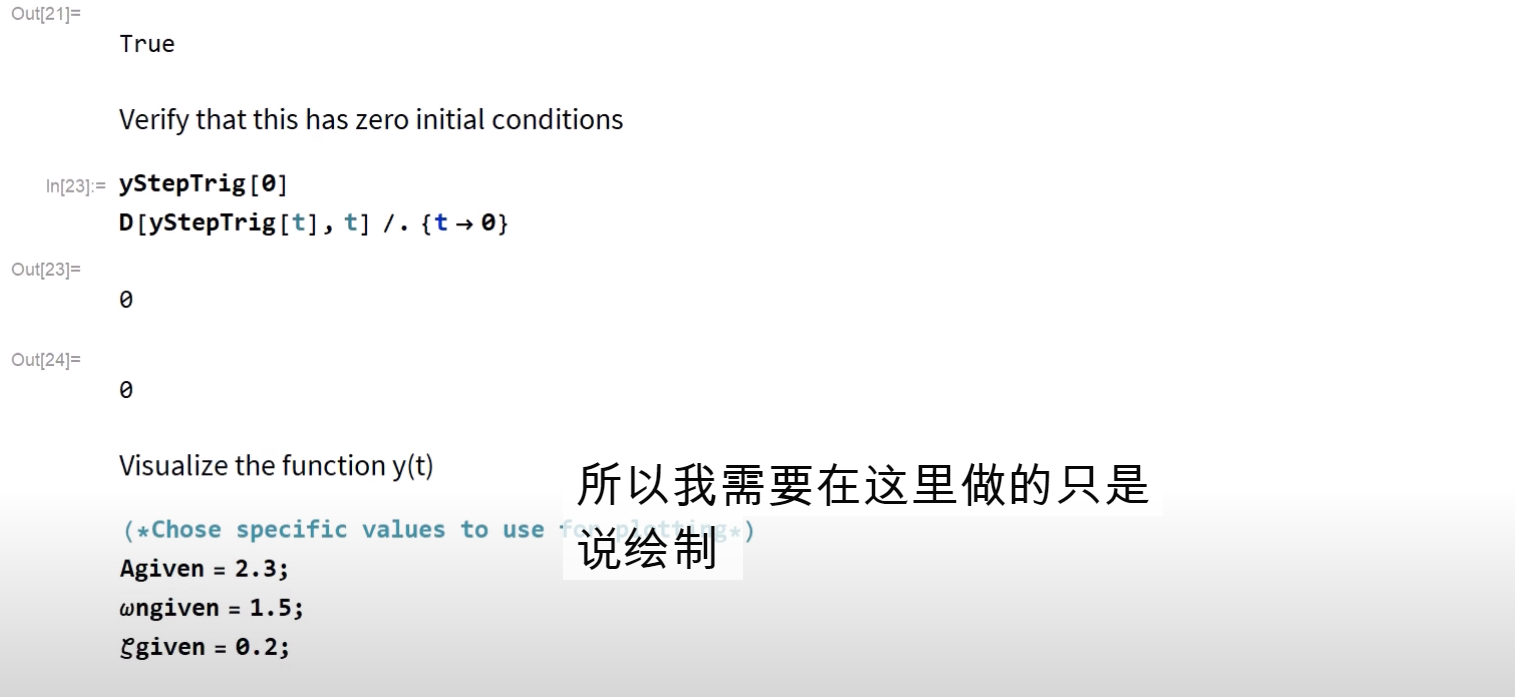 Out[21]=
True
Verify that this has zero initial conditions
In[23]:= yStepTrig[0]
D[yStepTrig[t], t] /. {t → 0}
Out[23]=
0
Out[24]=
0
Visualize the function y(t)
所以我需要在这里做的只是
说绘制
(*Chose specific values to use for plotting*)
Agiven = 2.3;
ωngiven = 1.5;
ζgiven = 0.2;